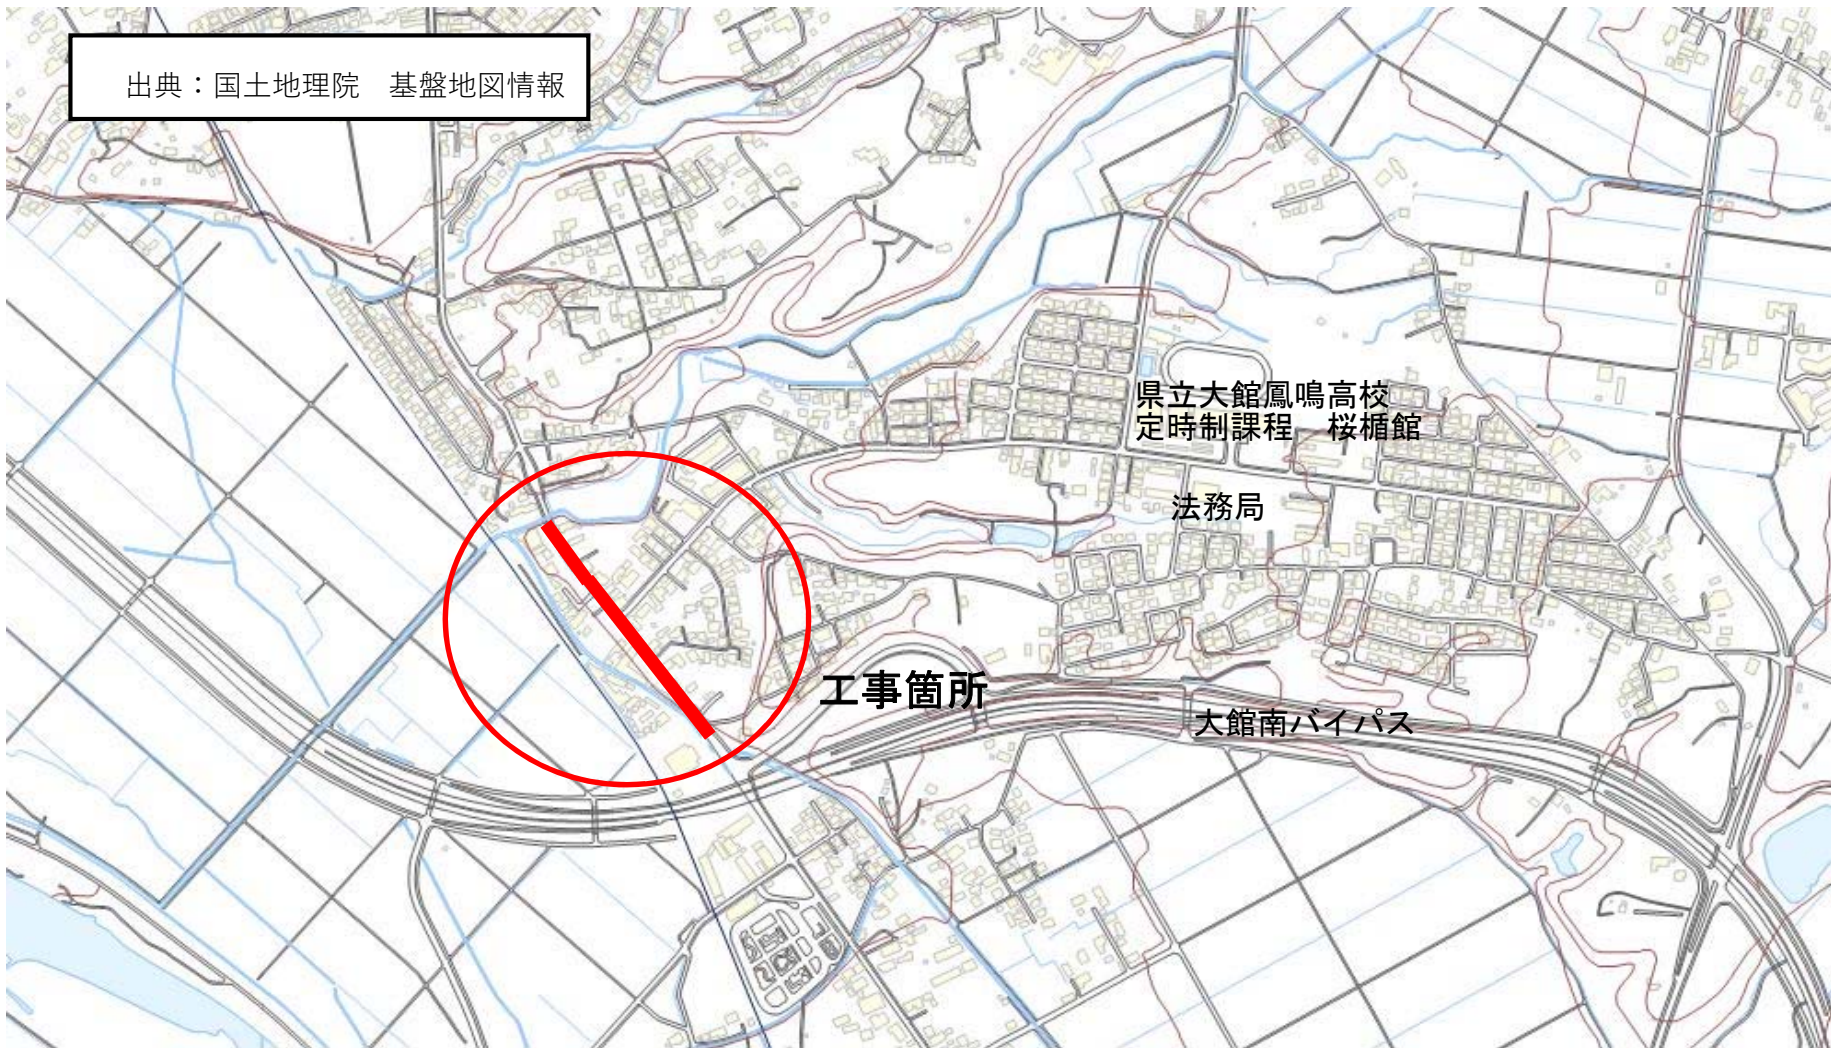 出典：国土地理院　基盤地図情報
県立大館鳳鳴高校
定時制課程　桜楯館
法務局
工事箇所
大館南バイパス